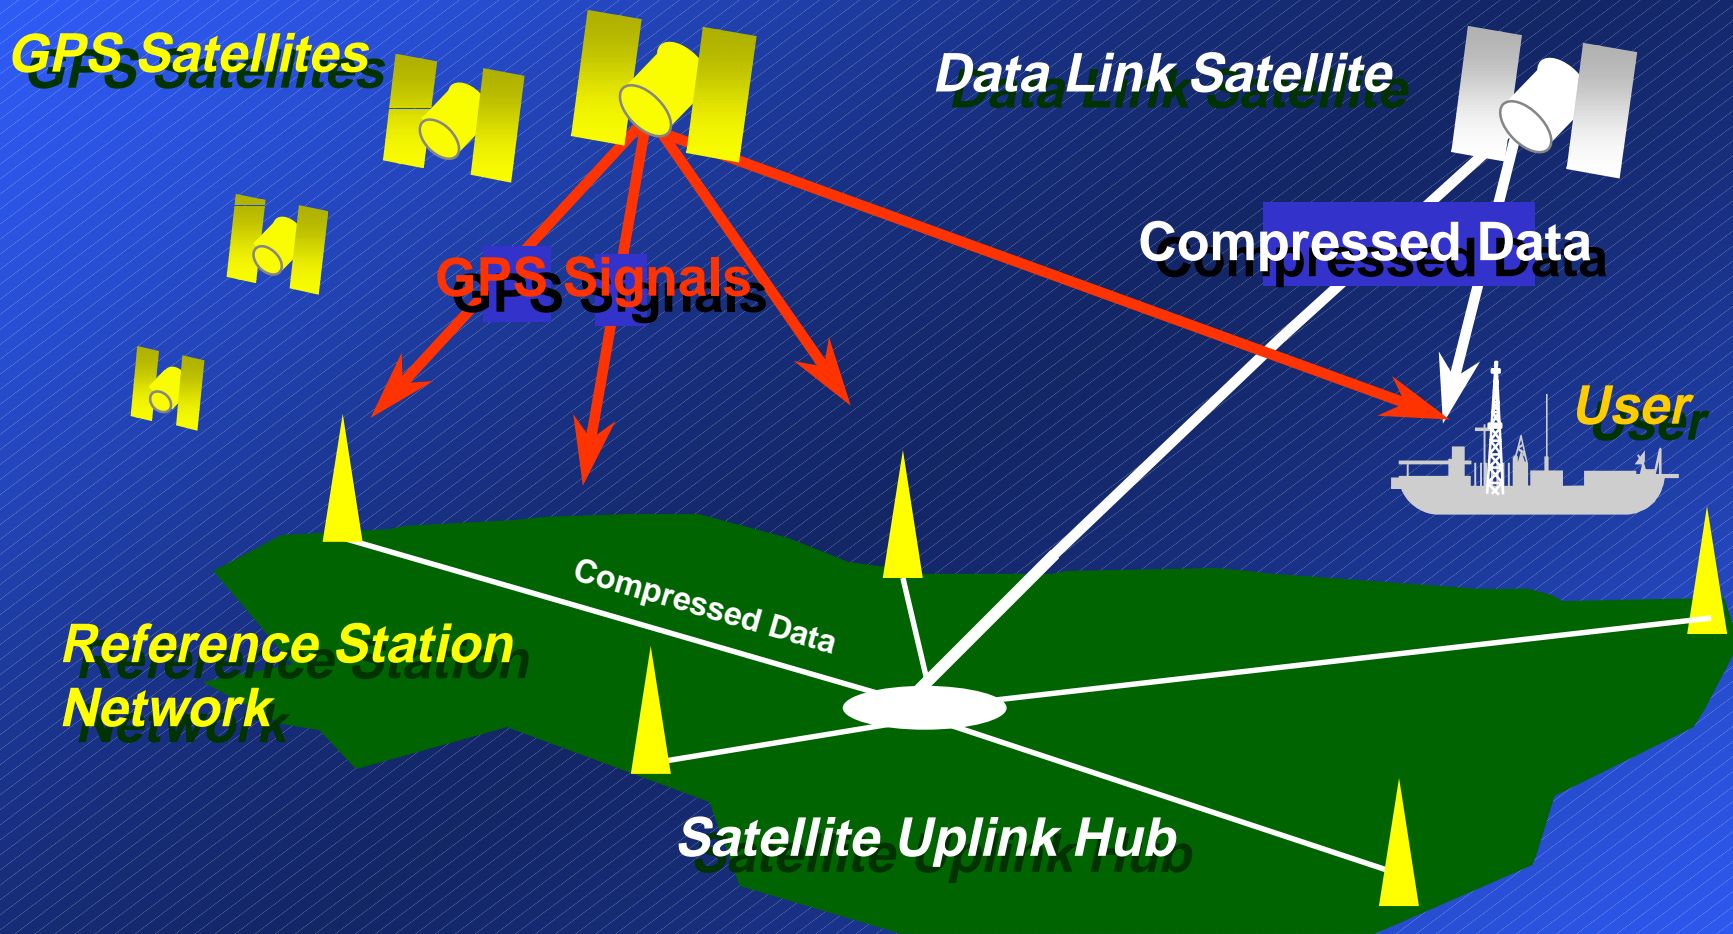 GPS Satellites
Data Link Satellite
Compressed Data
GPS Signals
User
Compressed Data
Reference Station
Network
Satellite Uplink Hub